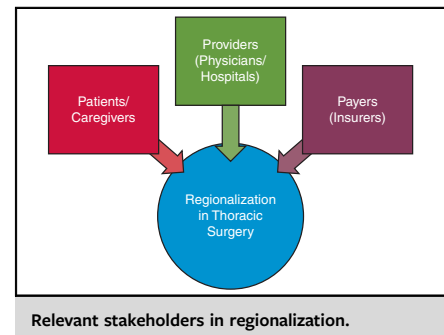 Providers
(Physicians/
Hospitals)
Patients/
Caregivers
Payers
(Insurers)
Regionalization
in Thoracic
Surgery
Relevant stakeholders in regionalization.